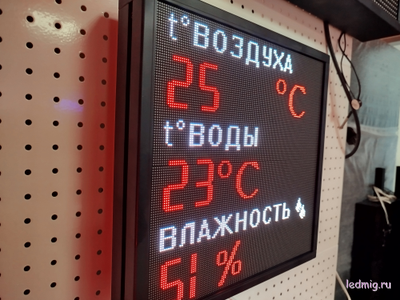 t°ВОЗДУХА
25 °C
t°ВОДЫ
23°C
ВЛАЖНОСТЬ
51 %
ledmig.ru